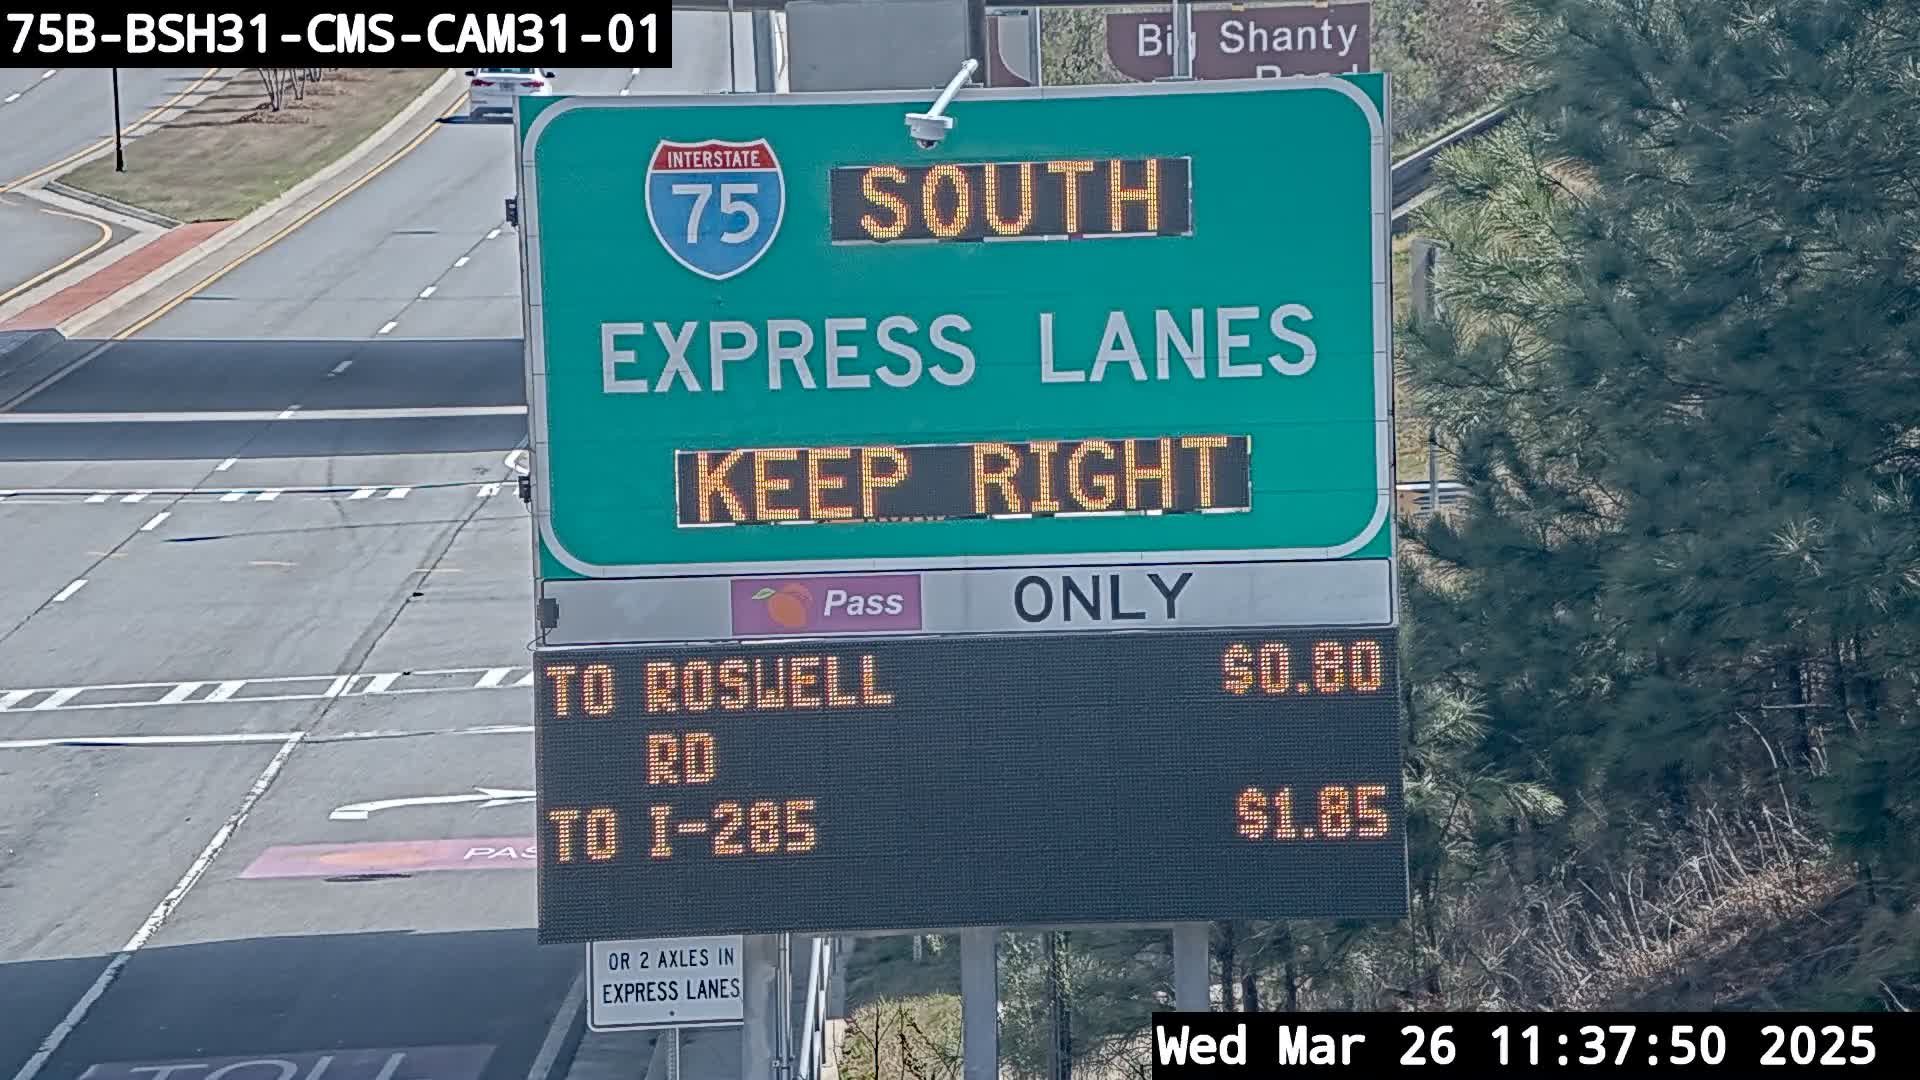 75B-BSH31-CMS-CAM31-01
Big Shanty
Road
INTERSTATE
75
SOUTH
EXPRESS LANES
KEEP RIGHT
Pass ONLY
TO ROSWELL $0.80
RD
TO I-285 $1.85
OR 2 AXLES IN
EXPRESS LANES
TOLL
Wed Mar 26 11:37:50 2025